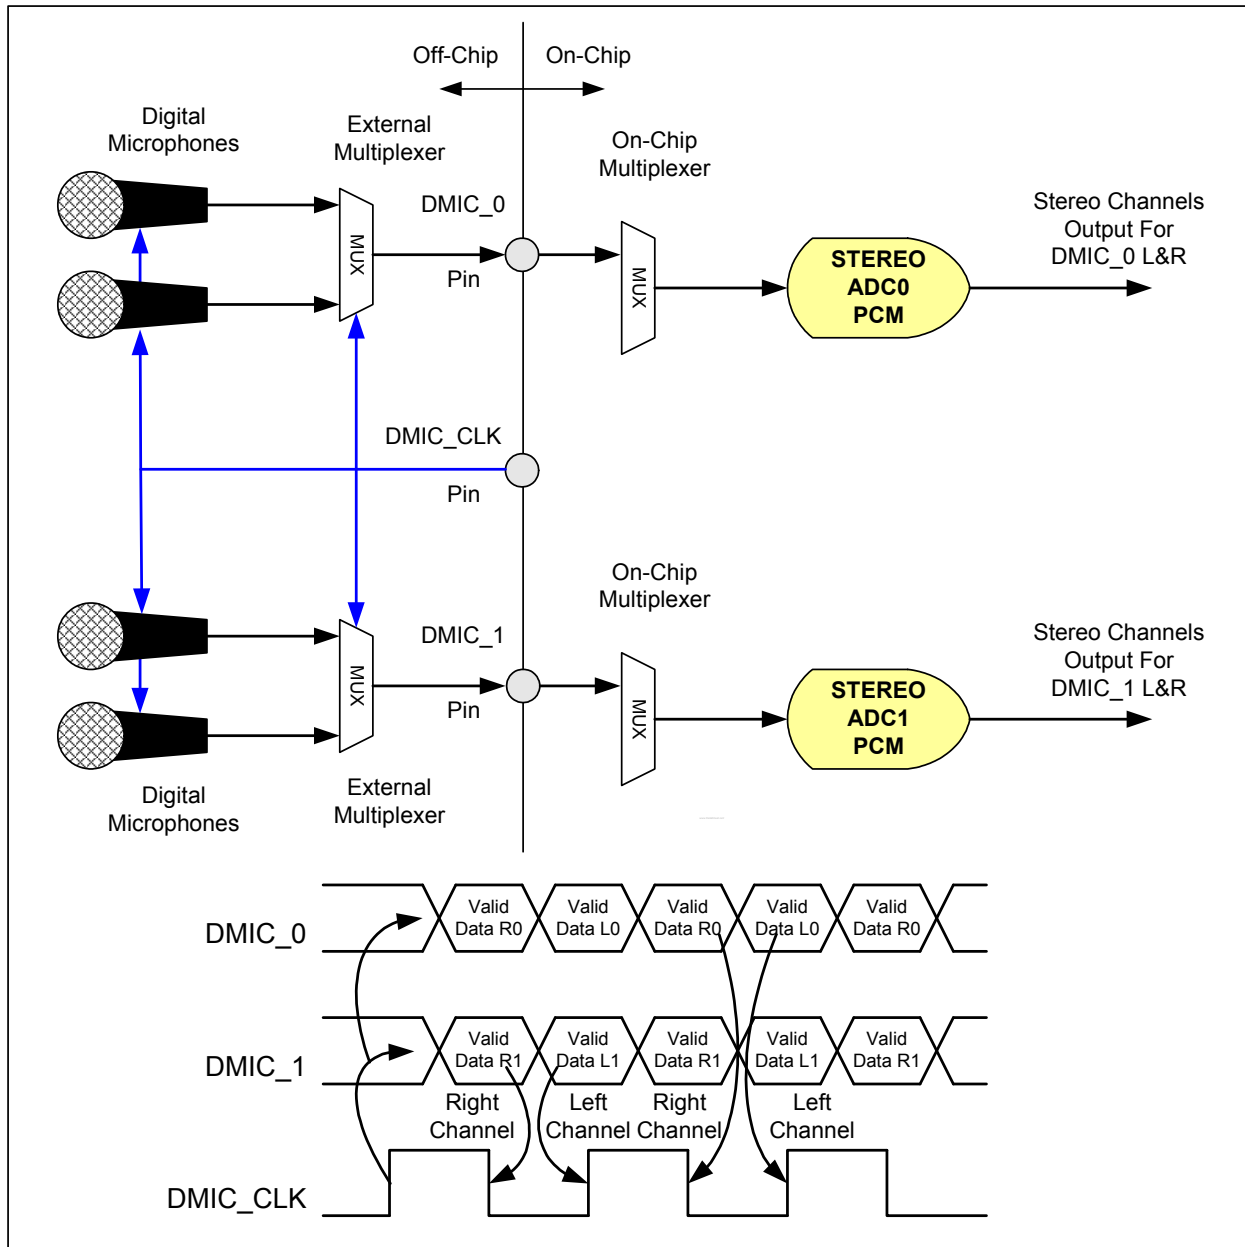 Off-Chip
On-Chip
Digital
Microphones
External
Multiplexer
On-Chip
Multiplexer
DMIC_0
Pin
MUX
MUX
STEREO
ADC0
PCM
Stereo Channels
Output For
DMIC_0 L&R
DMIC_CLK
Pin
On-Chip
Multiplexer
DMIC_1
Pin
MUX
MUX
STEREO
ADC1
PCM
Stereo Channels
Output For
DMIC_1 L&R
Digital
Microphones
External
Multiplexer
DMIC_0
Valid
Data R0
Valid
Data L0
Valid
Data R0
Valid
Data L0
Valid
Data R0
DMIC_1
Valid
Data R1
Valid
Data L1
Valid
Data R1
Valid
Data L1
Valid
Data R1
Right
Channel
Left
Channel
Right
Channel
Left
Channel
DMIC_CLK